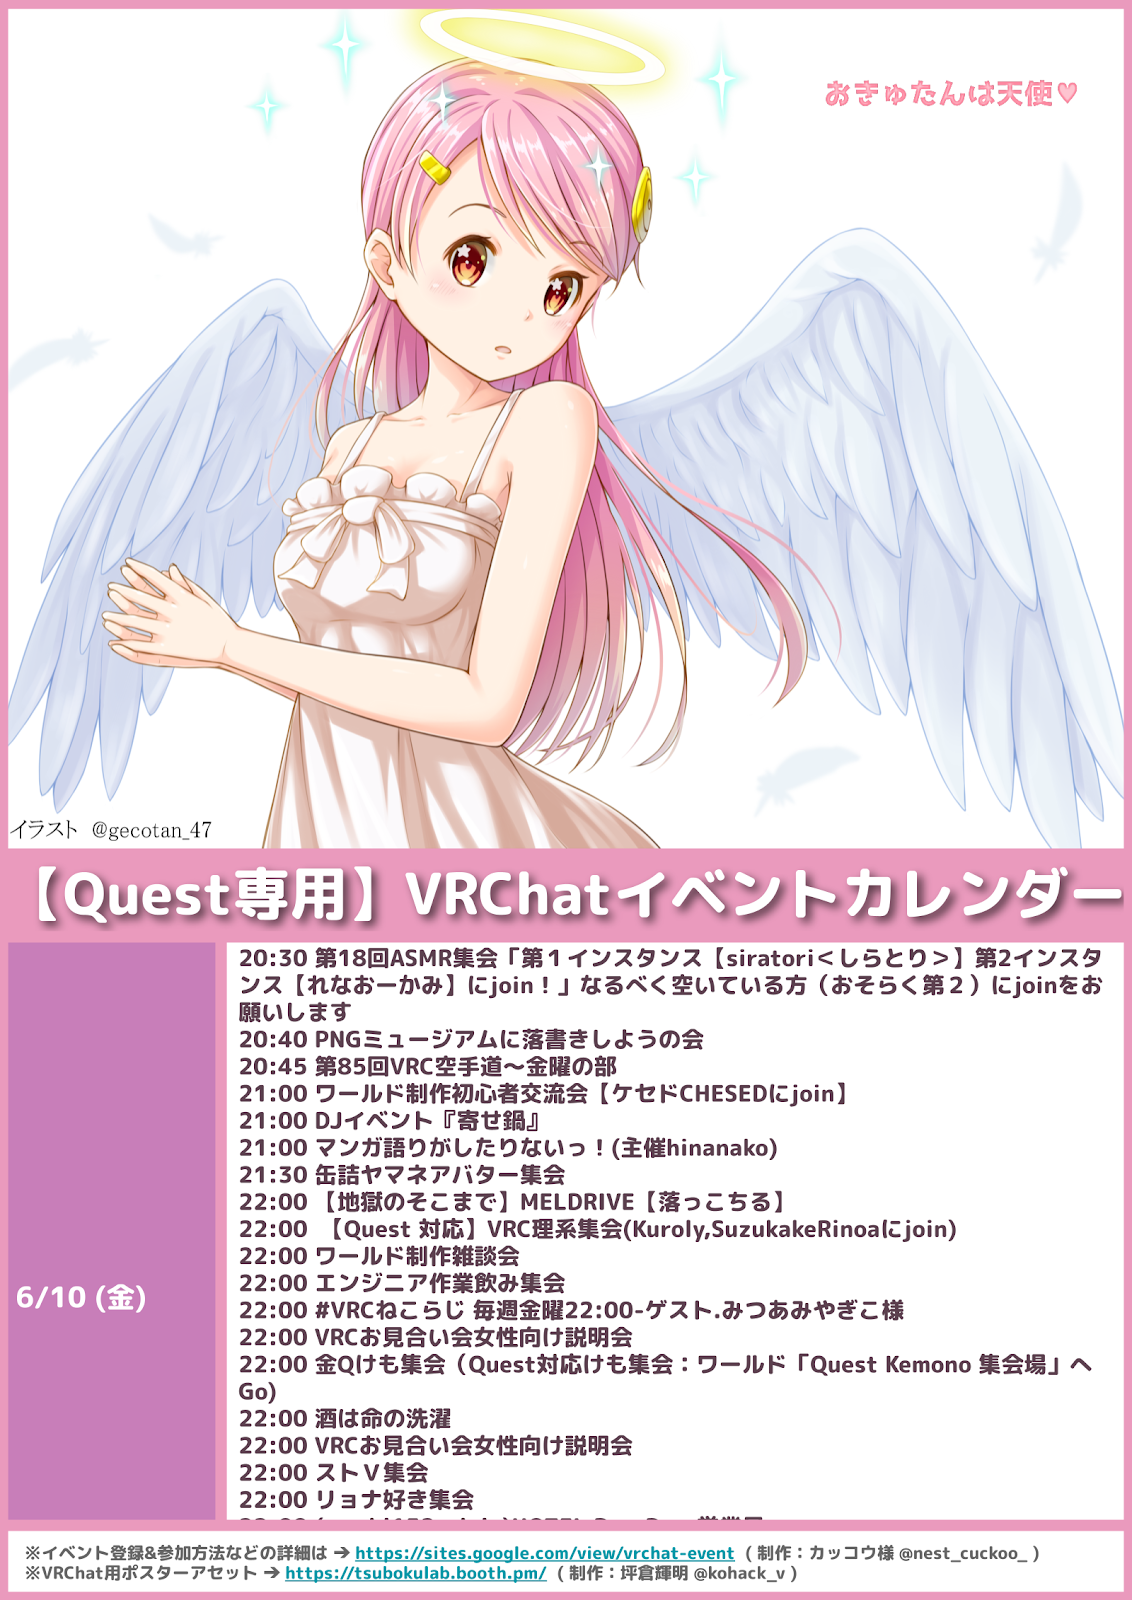 おきゅたんは天使♥
イラスト @gecotan_47
【Quest専用】VRChatイベントカレンダー
6/10 (金)
20:30 第18回ASMR集会「第１インスタンス【siratori＜しらとり＞】第2インスタ
ンス【れなおーかみ】にjoin！」なるべく空いている方（おそらく第２）にjoinをお
願いします
20:40 PNGミュージアムに落書きしようの会
20:45 第85回VRC空手道～金曜の部
21:00 ワールド制作初心者交流会【ケセドCHESEDにjoin】
21:00 DJイベント『寄せ鍋』
21:00 マンガ語りがしたりないっ！(主催hinanako)
21:30 缶詰ヤマネアバター集会
22:00 【地獄のそこまで】MELDRIVE【落っこちる】
22:00 【Quest 対応】VRC理系集会(Kuroly,SuzukakeRinoaにjoin)
22:00 ワールド制作雑談会
22:00 エンジニア作業飲み集会
22:00 #VRCねこらじ 毎週金曜22:00-ゲスト.みつあみやぎこ様
22:00 VRCお見合い会女性向け説明会
22:00 金Qけも集会（Quest対応けも集会：ワールド「Quest Kemono 集会場」へ
Go)
22:00 酒は命の洗濯
22:00 VRCお見合い会女性向け説明会
22:00 ストＶ集会
22:00 リョナ好き集会
※イベント登録&参加方法などの詳細は ➔ https://sites.google.com/view/vrchat-event ( 制作：カッコウ様 @nest_cuckoo_ )
※VRChat用ポスターアセット ➔ https://tsubokulab.booth.pm/ ( 制作：坪倉輝明 @kohack_v )